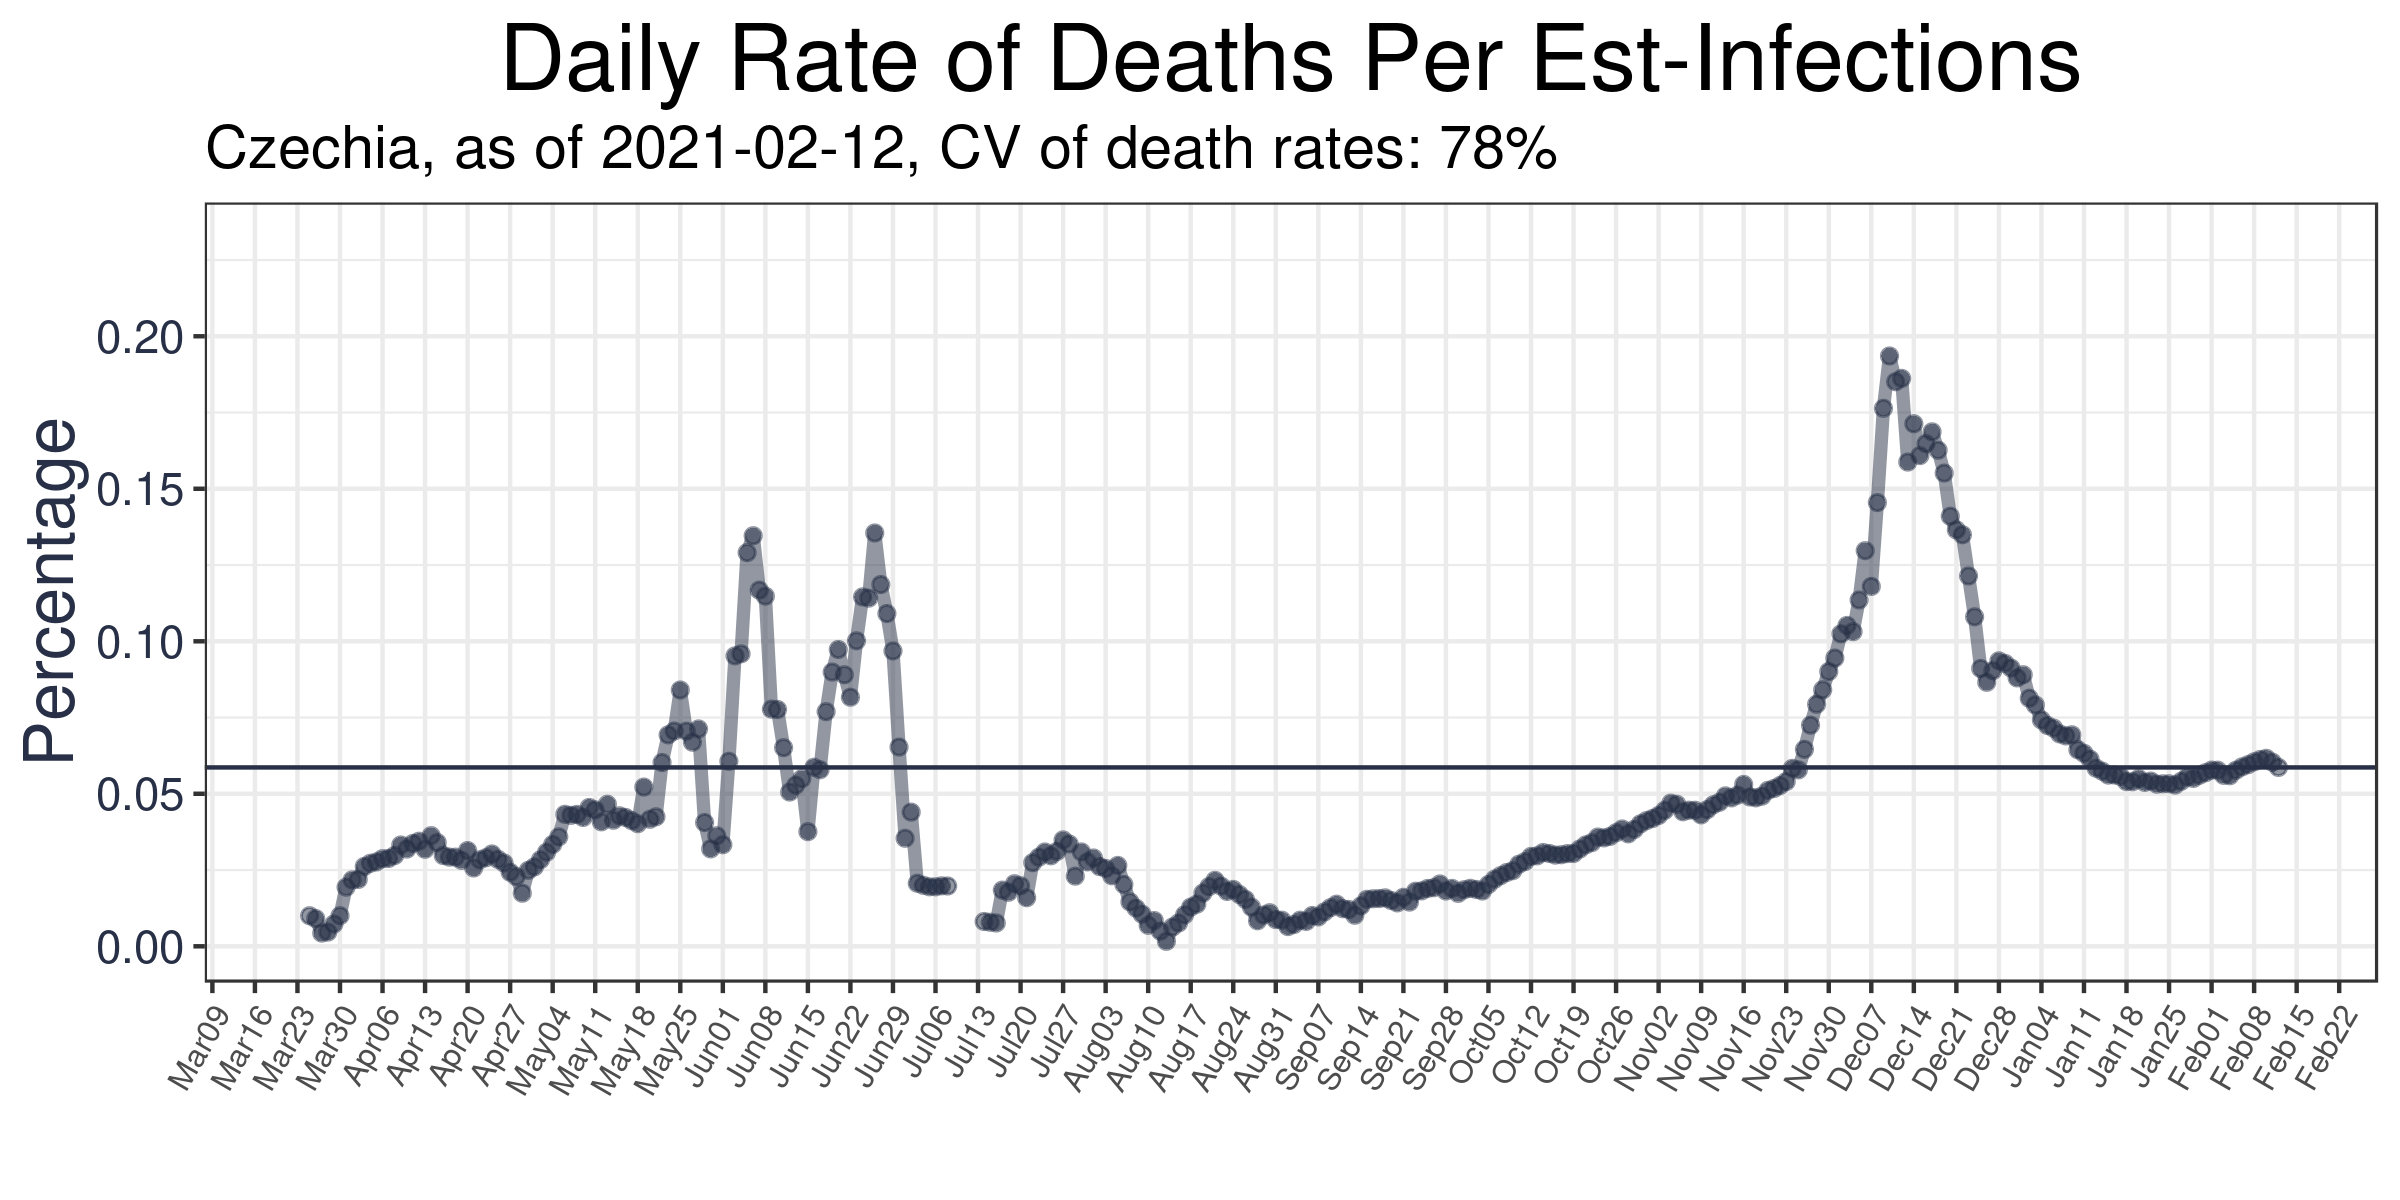 Daily Rate of Deaths Per Est-Infections
Czechia, as of 2021-02-12, CV of death rates: 78%
Percentage
0.20
0.15
0.10
0.05
0.00
Mar09
Mar16
Mar23
Mar30
Apr06
Apr13
Apr20
Apr27
May04
May11
May18
May25
Jun01
Jun08
Jun15
Jun22
Jun29
Jul06
Jul13
Jul20
Jul27
Aug03
Aug10
Aug17
Aug24
Aug31
Sep07
Sep14
Sep21
Sep28
Oct05
Oct12
Oct19
Oct26
Nov02
Nov09
Nov16
Nov23
Nov30
Dec07
Dec14
Dec21
Dec28
Jan04
Jan11
Jan18
Jan25
Feb01
Feb08
Feb15
Feb22